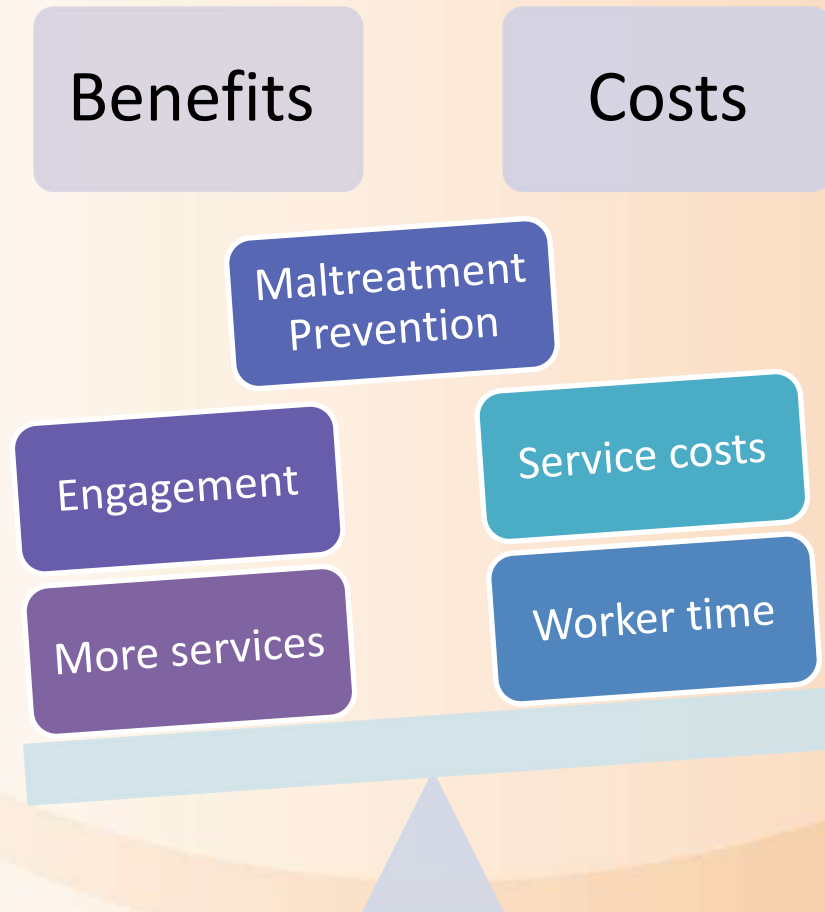 Benefits
Costs
Maltreatment
Prevention
Engagement
Service costs
More services
Worker time